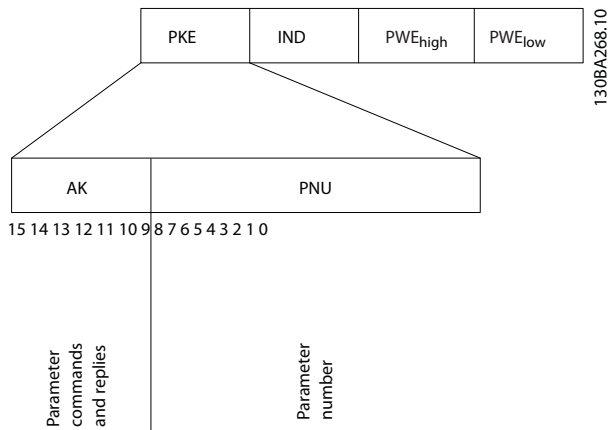 PKE IND PWEhigh PWElow
130BA268.10
AK PNU
15 14 13 12 11 10 9 8 7 6 5 4 3 2 1 0
Parameter
commands
and replies
Parameter
number